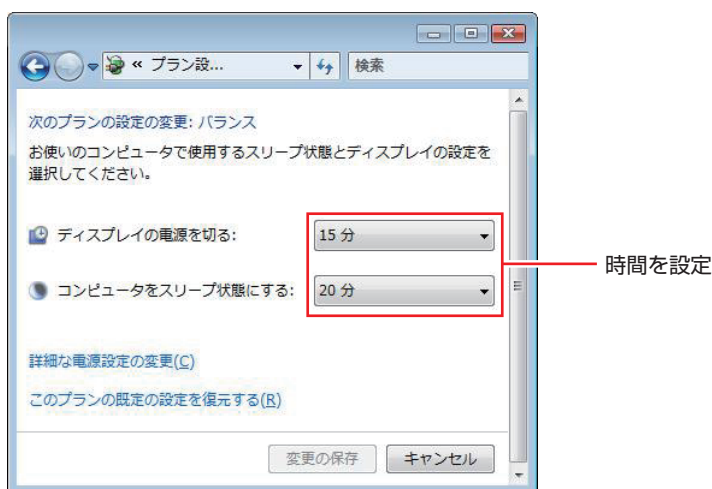 « プラン設...
検索
次のプランの設定の変更: バランス
お使いのコンピュータで使用するスリープ状態とディスプレイの設定を
選択してください。
ディスプレイの電源を切る: 15 分
時間を設定
コンピュータをスリープ状態にする: 20 分
詳細な電源設定の変更(C)
このプランの既定の設定を復元する(R)
変更の保存 キャンセル